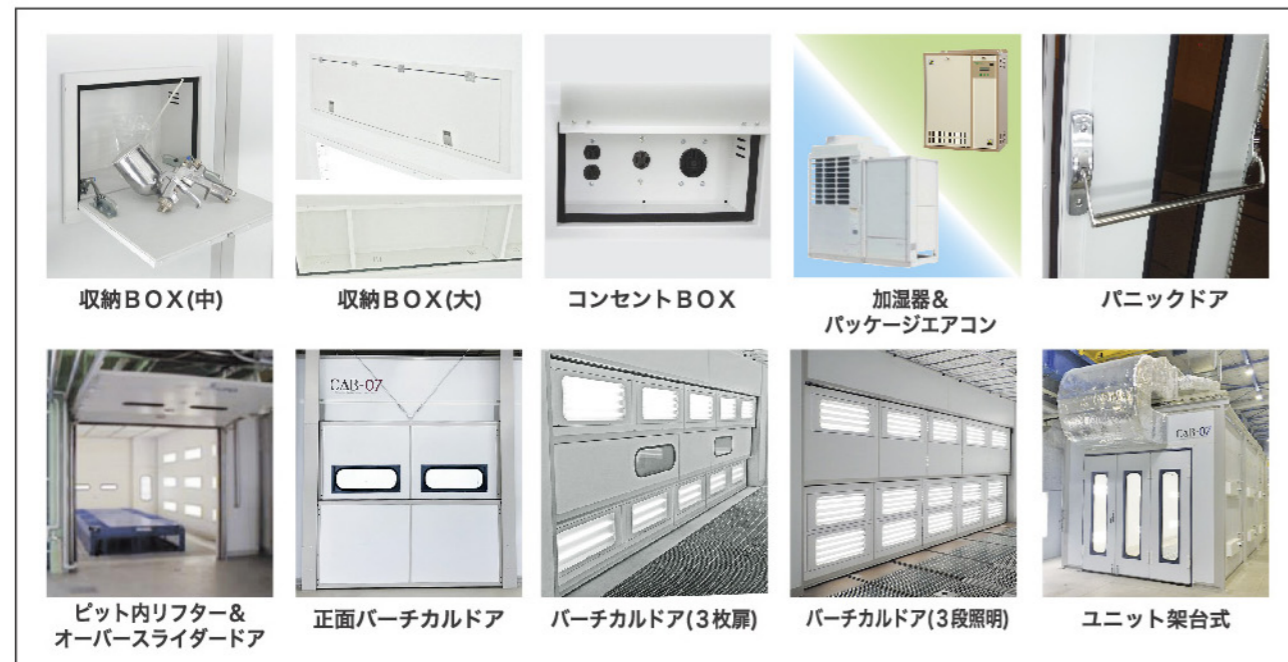 収納BOX(中)
収納BOX(大)
コンセントBOX
加湿器&
パッケージエアコン
パニックドア
CAB-07
CAB-07
ピット内リフター&
オーバースライダードア
正面バーチカルドア
バーチカルドア(3枚扉)
バーチカルドア(3段照明)
ユニット架台式